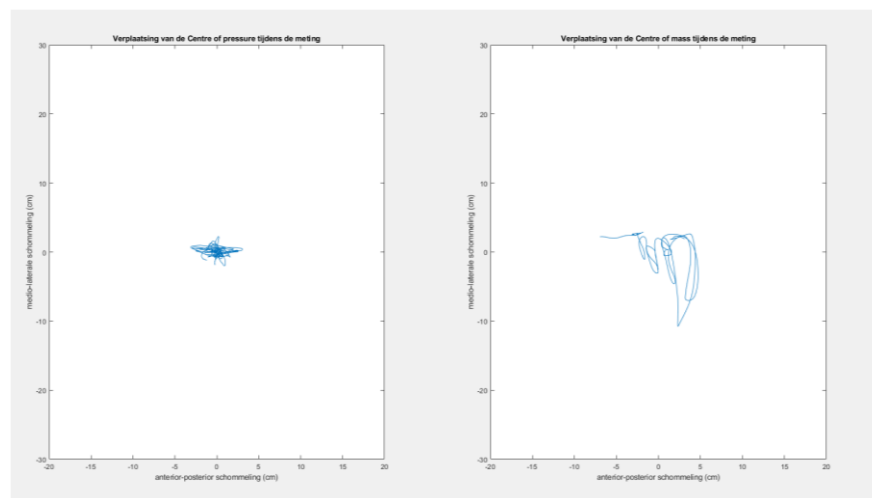 Verplaatsing van de Centre of pressure tijdens de meting
30
20
10
0
-10
-20
-30
medio-laterale schommeling (cm)
-20 -15 -10 -5 0 5 10 15 20
anterior-posterior schommeling (cm)
Verplaatsing van de Centre of mass tijdens de meting
30
20
10
0
-10
-20
-30
medio-laterale schommeling (cm)
-20 -15 -10 -5 0 5 10 15 20
anterior-posterior schommeling (cm)